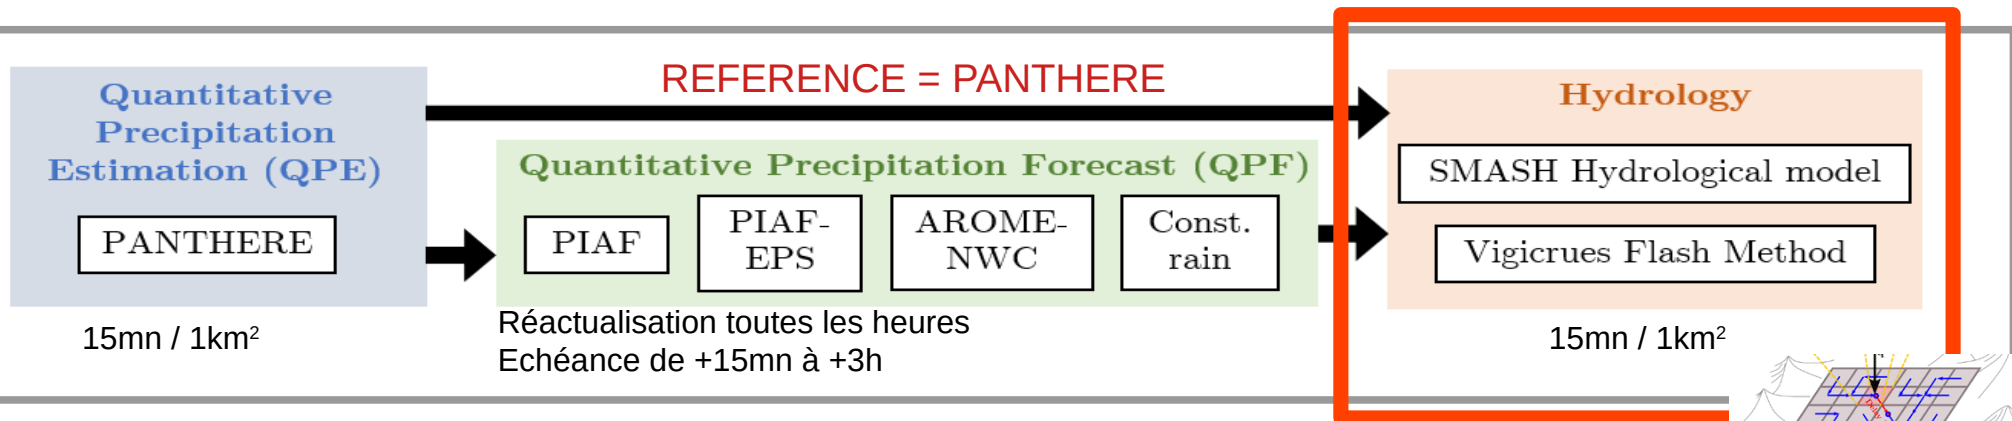 Quantitative
Precipitation
Estimation (QPE)
PANTHERE
15mn / 1km²
REFERENCE = PANTHERE
Quantitative Precipitation Forecast (QPF)
PIAF
PIAF-
EPS
AROME-
NWC
Const.
rain
Réactualisation toutes les heures
Echéance de +15mn à +3h
Hydrology
SMASH Hydrological model
Vigicrues Flash Method
15mn / 1km²